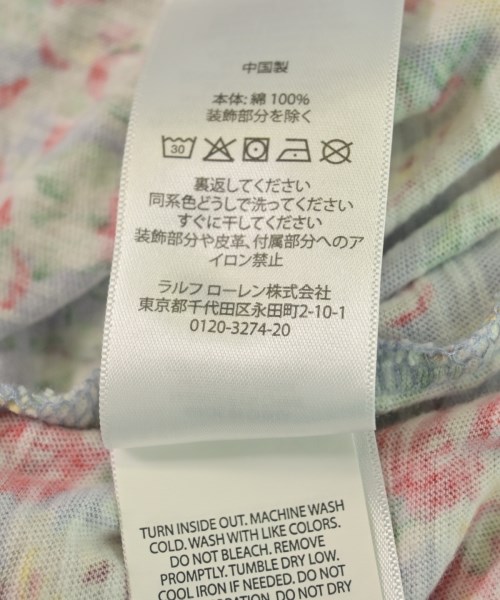 中国製
本体: 綿 100%
装飾部分を除く
30
裏返してください
同系色どうしで洗ってください
すぐに干してください
装飾部分や皮革、付属部分へのア
イロン禁止
ラルフ ローレン株式会社
東京都千代田区永田町2-10-1
0120-3274-20
TURN INSIDE OUT. MACHINE WASH
COLD. WASH WITH LIKE COLORS.
DO NOT BLEACH. REMOVE
PROMPTLY. TUMBLE DRY LOW.
COOL IRON IF NEEDED. DO NOT
DECORATION. DO NOT DRY